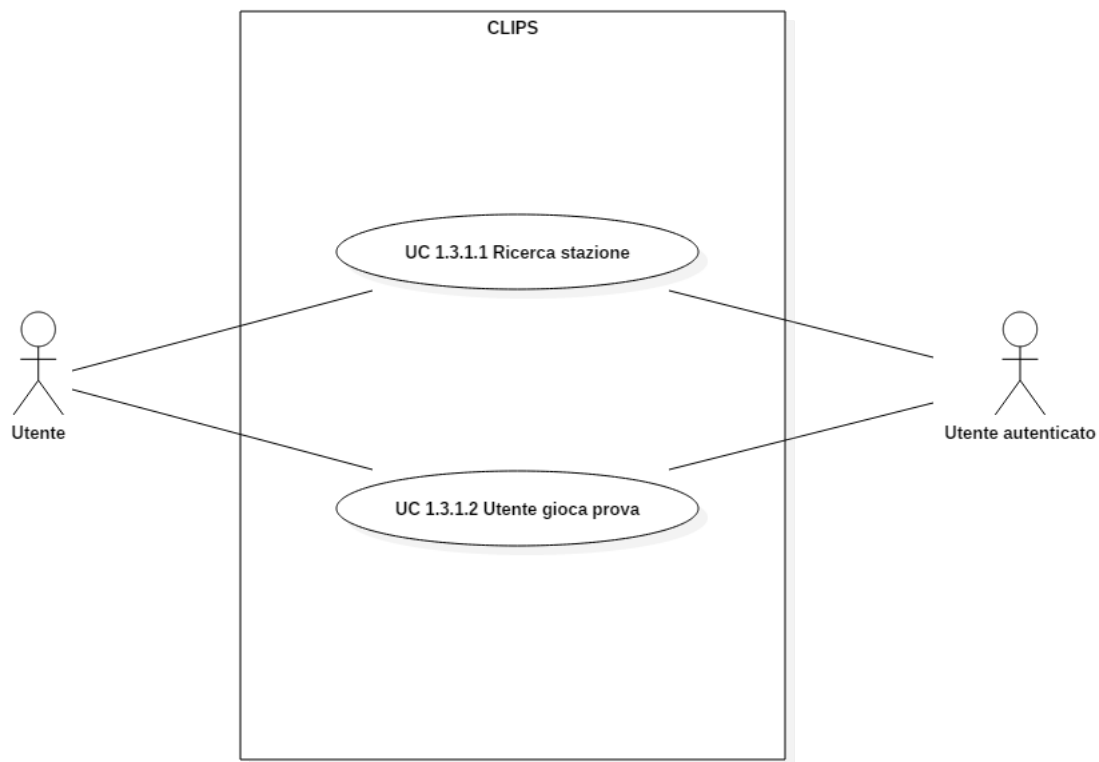 CLIPS
UC 1.3.1.1 Ricerca stazione
Utente
Utente autenticato
UC 1.3.1.2 Utente gioca prova